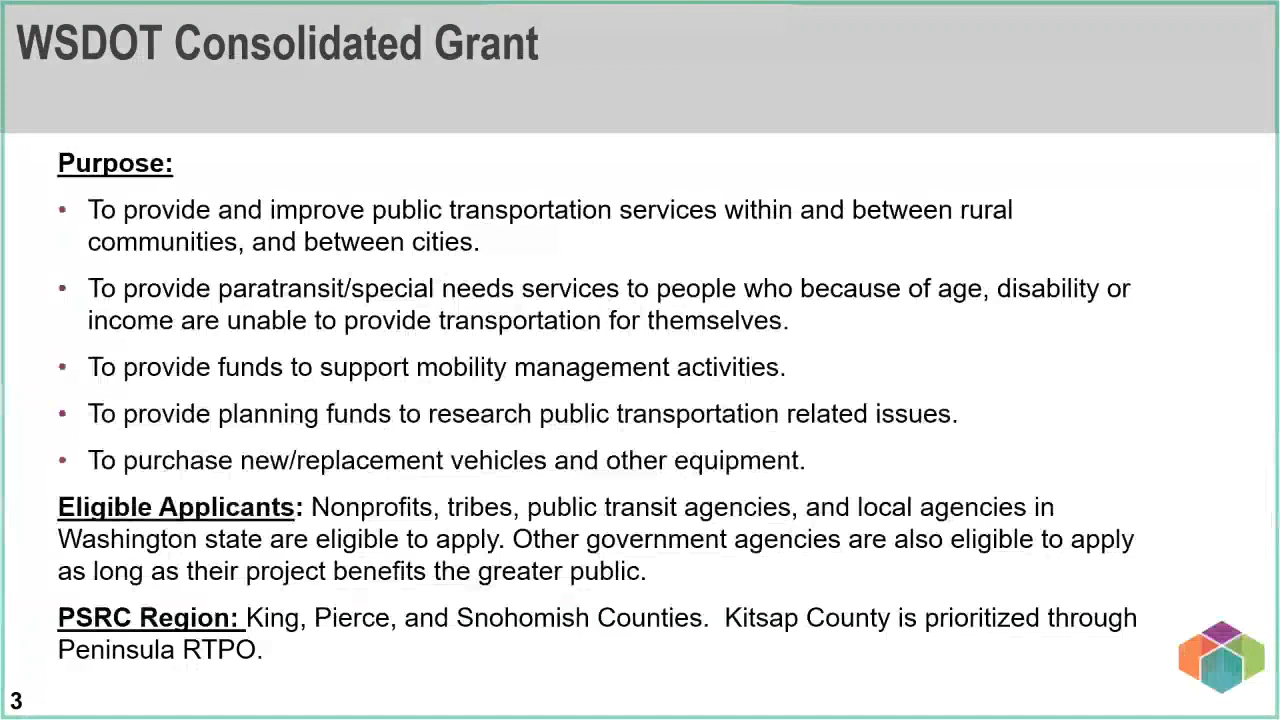 WSDOT Consolidated Grant
Purpose:
• To provide and improve public transportation services within and between rural
communities, and between cities.
• To provide paratransit/special needs services to people who because of age, disability or
income are unable to provide transportation for themselves.
• To provide funds to support mobility management activities.
• To provide planning funds to research public transportation related issues.
• To purchase new/replacement vehicles and other equipment.
Eligible Applicants: Nonprofits, tribes, public transit agencies, and local agencies in
Washington state are eligible to apply. Other government agencies are also eligible to apply
as long as their project benefits the greater public.
PSRC Region: King, Pierce, and Snohomish Counties.  Kitsap County is prioritized through
Peninsula RTPO.
3